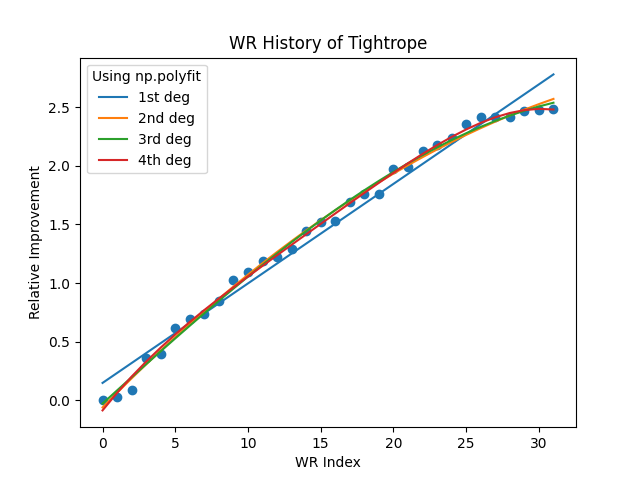 WR History of Tightrope
Using np.polyfit
1st deg
2nd deg
3rd deg
4th deg
Relative Improvement
2.5
2.0
1.5
1.0
0.5
0.0
0 5 10 15 20 25 30
WR Index